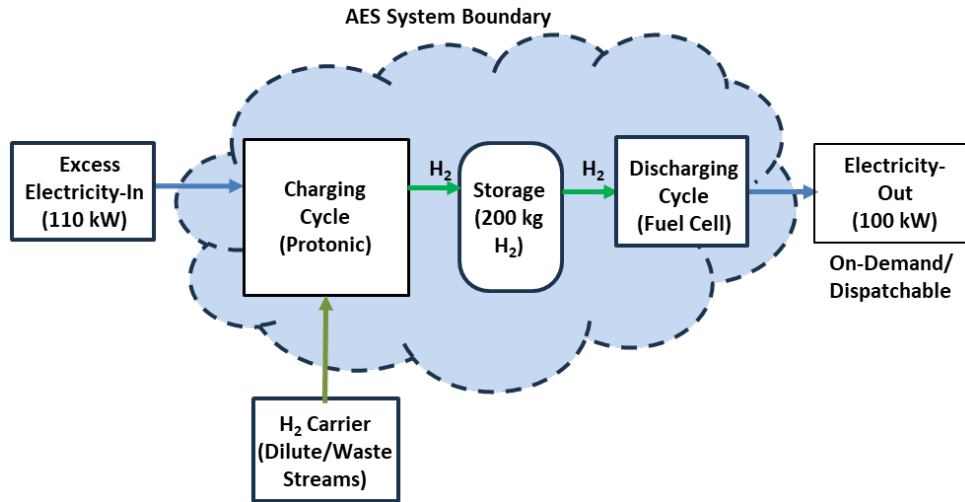 AES System Boundary
Excess
Electricity-In
(110 kW)
Charging
Cycle
(Protonic)
H₂
Storage
(200 kg
H₂)
H₂
Discharging
Cycle
(Fuel Cell)
Electricity-
Out
(100 kW)
On-Demand/
Dispatchable
H₂ Carrier
(Dilute/Waste
Streams)